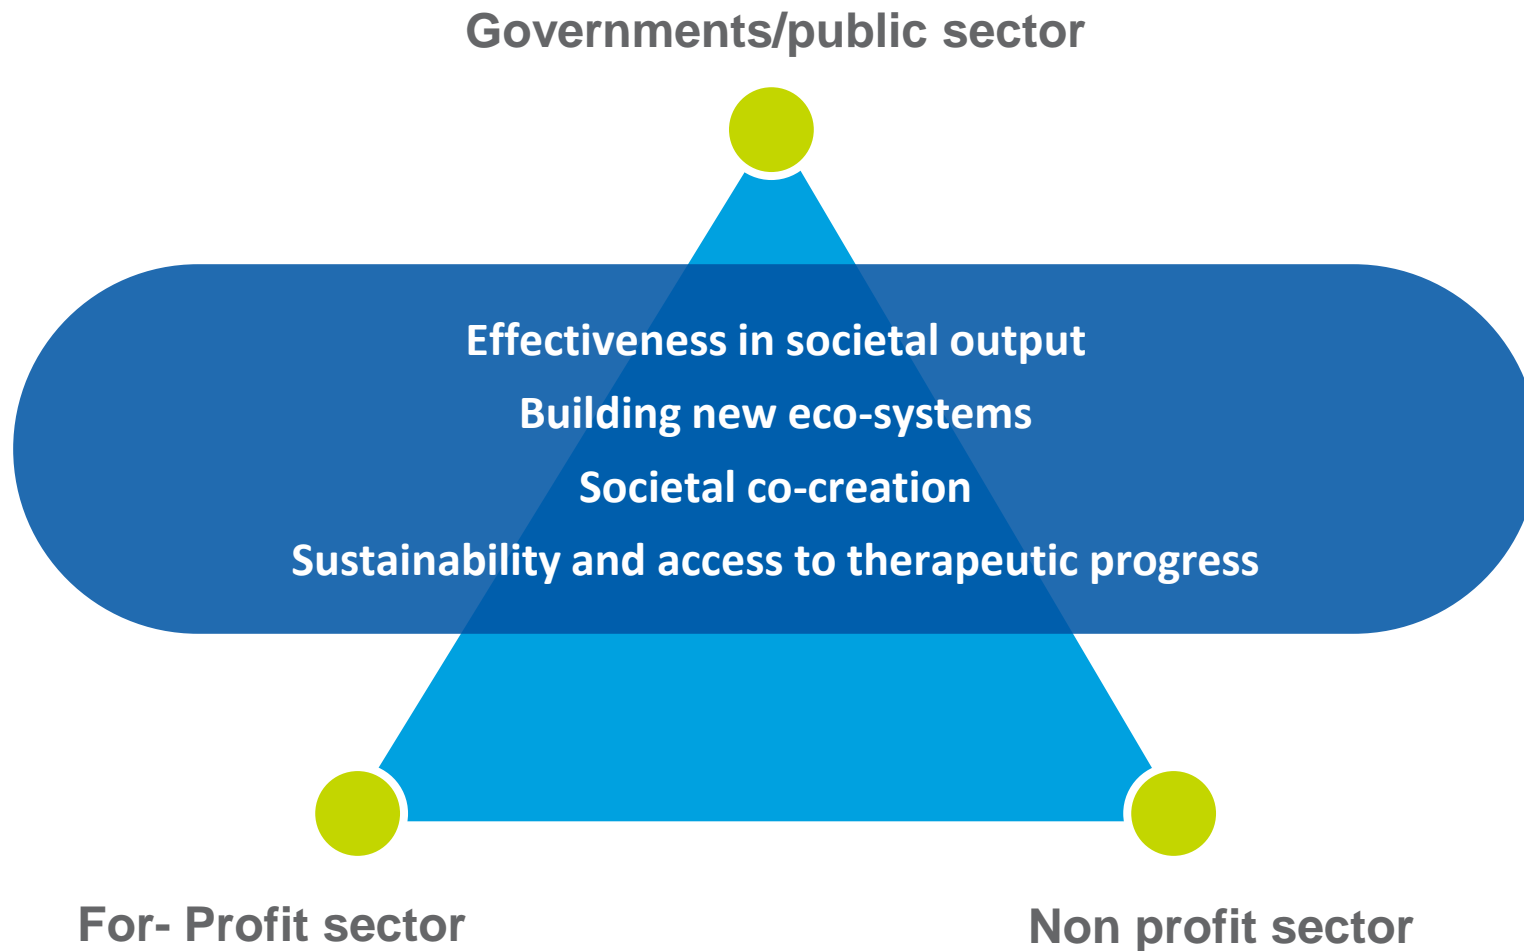 Governments/public sector
Effectiveness in societal output
Building new eco-systems
Societal co-creation
Sustainability and access to therapeutic progress
For- Profit sector
Non profit sector